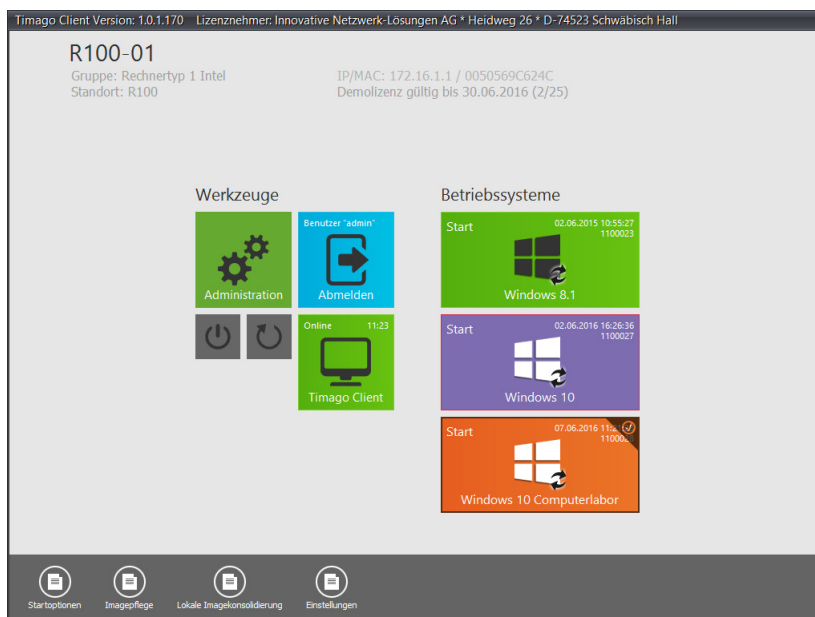 Timago Client Version: 1.0.1.170 Lizenznehmer: Innovative Netzwerk-Lösungen AG * Heidweg 26 * D-74523 Schwäbisch Hall
R100-01
Gruppe: Rechnertyp 1 Intel
IP/MAC: 172.16.1.1 / 0050569C624C
Standort: R100
Demolizenz gültig bis 30.06.2016 (2/25)
Werkzeuge
Betriebssysteme
Administration
Benutzer "admin"
Abmelden
Online 11:23
Timago Client
Start
02.06.2015 10:55:27
1100023
Windows 8.1
Start
02.06.2016 16:26:36
1100027
Windows 10
Start
07.06.2016
Windows 10 Computerlabor
Startoptionen
Imagepflege
Lokale Imagekonsolidierung
Einstellungen